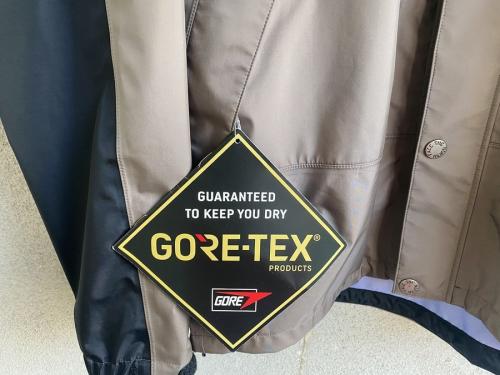 GUARANTEED
TO KEEP YOU DRY
GORE-TEX®
PRODUCTS
GORE